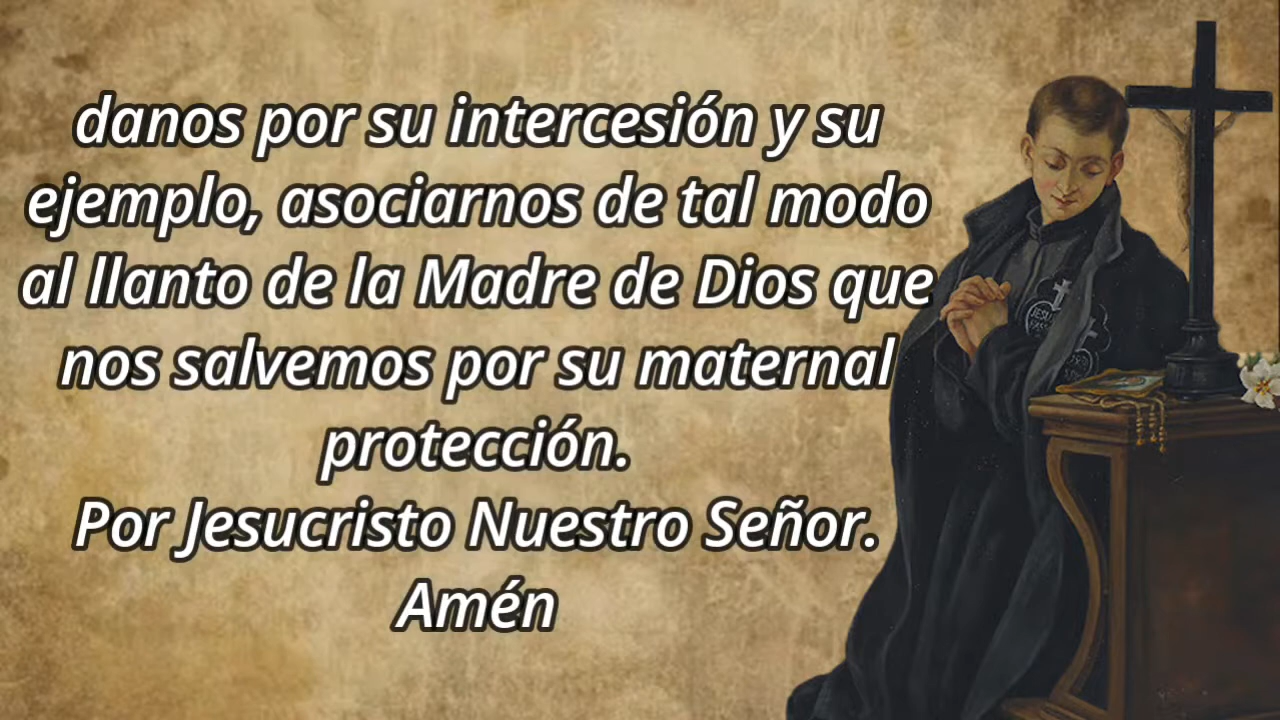 danos por su intercesión y su
ejemplo, asociarnos de tal modo
al llanto de la Madre de Dios que
nos salvemos por su maternal
protección.
Por Jesucristo Nuestro Señor.
Amén